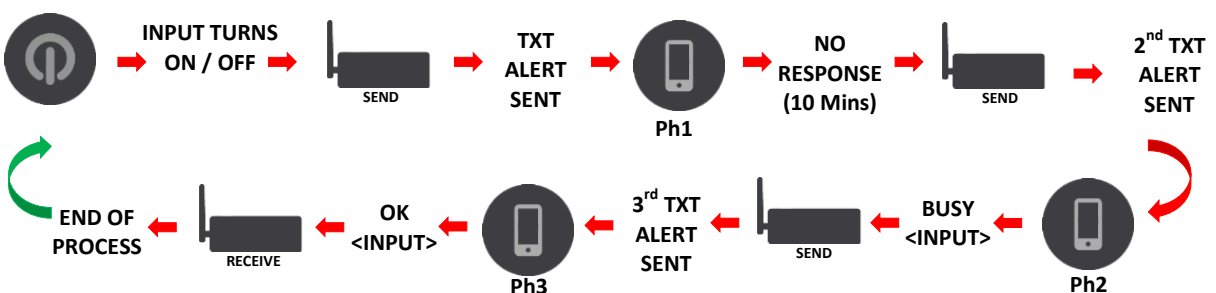 INPUT TURNS
ON / OFF
SEND
TXT
ALERT
SENT
Ph1
NO
RESPONSE
(10 Mins)
SEND
2nd TXT
ALERT
SENT
Ph2
BUSY
<INPUT>
SEND
3rd TXT
ALERT
SENT
Ph3
OK
<INPUT>
RECEIVE
END OF
PROCESS